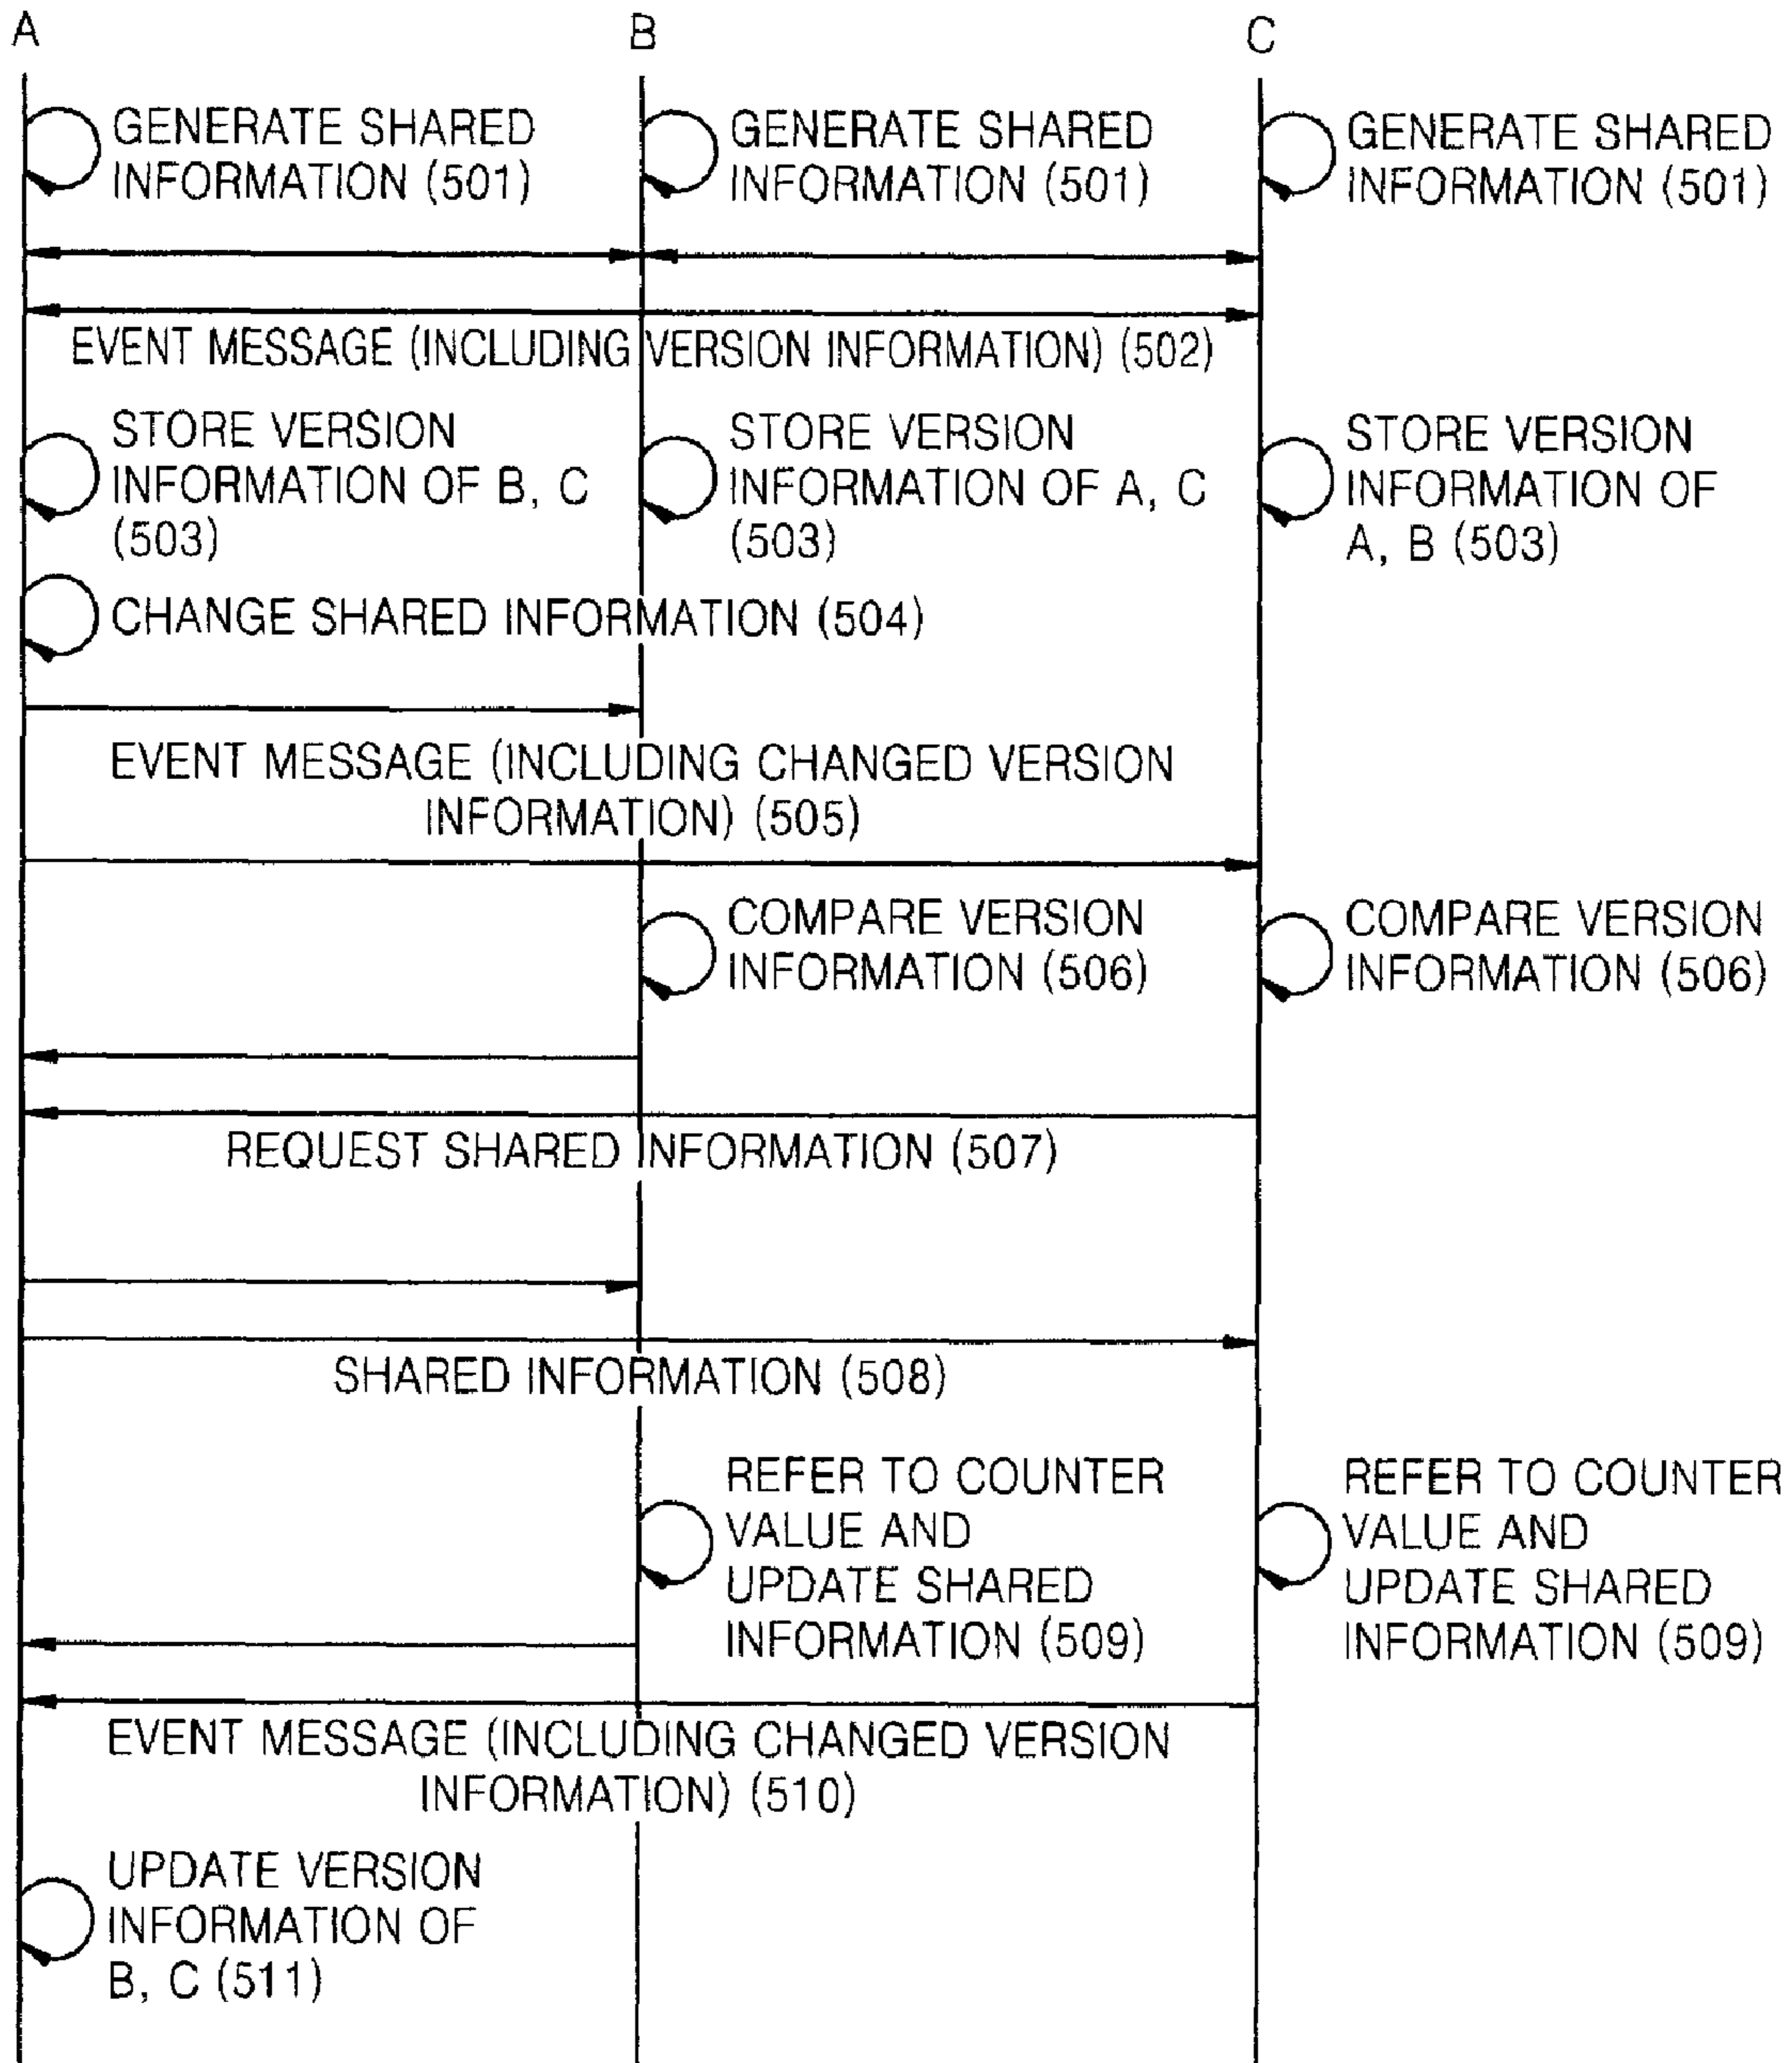 A
B
C
GENERATE SHARED
INFORMATION (501)
GENERATE SHARED
INFORMATION (501)
GENERATE SHARED
INFORMATION (501)
EVENT MESSAGE (INCLUDING VERSION INFORMATION) (502)
STORE VERSION
INFORMATION OF B, C
(503)
STORE VERSION
INFORMATION OF A, C
(503)
STORE VERSION
INFORMATION OF
A, B (503)
CHANGE SHARED INFORMATION (504)
EVENT MESSAGE (INCLUDING CHANGED VERSION
INFORMATION) (505)
COMPARE VERSION
INFORMATION (506)
COMPARE VERSION
INFORMATION (506)
REQUEST SHARED INFORMATION (507)
SHARED INFORMATION (508)
REFER TO COUNTER
VALUE AND
UPDATE SHARED
INFORMATION (509)
REFER TO COUNTER
VALUE AND
UPDATE SHARED
INFORMATION (509)
EVENT MESSAGE (INCLUDING CHANGED VERSION
INFORMATION) (510)
UPDATE VERSION
INFORMATION OF
B, C (511)